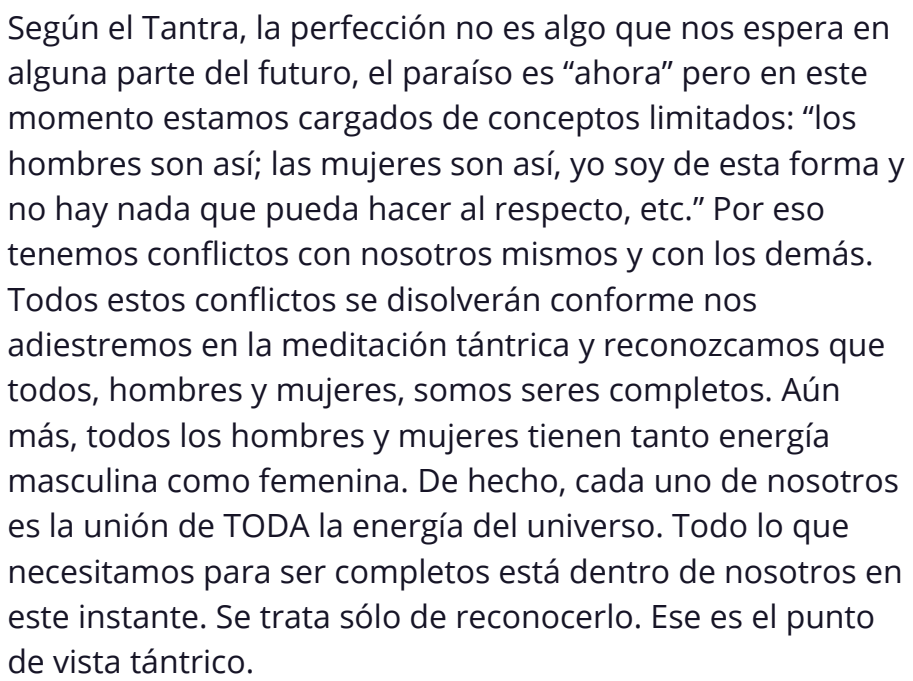 Según el Tantra, la perfección no es algo que nos espera en
alguna parte del futuro, el paraíso es “ahora” pero en este
momento estamos cargados de conceptos limitados: “los
hombres son así; las mujeres son así, yo soy de esta forma y
no hay nada que pueda hacer al respecto, etc.” Por eso
tenemos conflictos con nosotros mismos y con los demás.
Todos estos conflictos se disolverán conforme nos
adiestremos en la meditación tántrica y reconozcamos que
todos, hombres y mujeres, somos seres completos. Aún
más, todos los hombres y mujeres tienen tanto energía
masculina como femenina. De hecho, cada uno de nosotros
es la unión de TODA la energía del universo. Todo lo que
necesitamos para ser completos está dentro de nosotros en
este instante. Se trata sólo de reconocerlo. Ese es el punto
de vista tántrico.